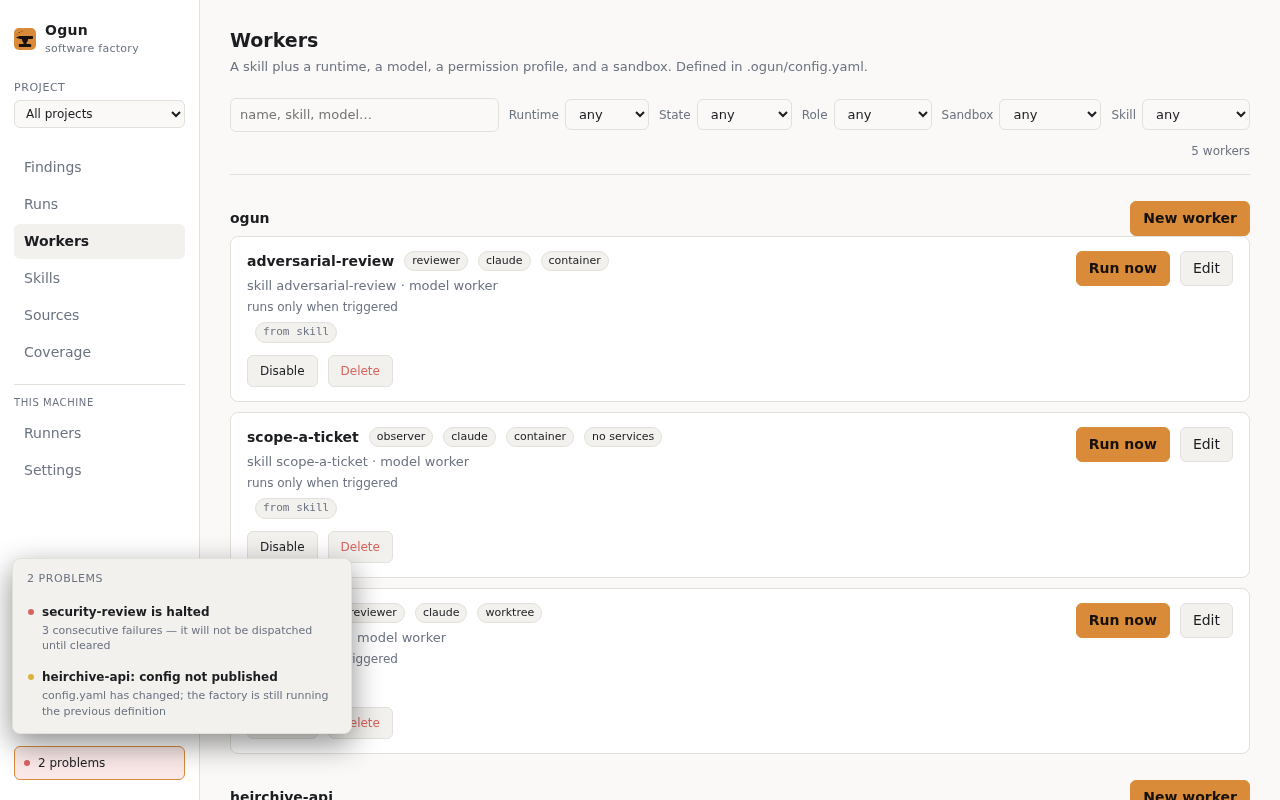 Ogun
software factory
PROJECT
All projects
Findings
Runs
Workers
Skills
Sources
Coverage
THIS MACHINE
Runners
Settings
2 PROBLEMS
security-review is halted
3 consecutive failures — it will not be dispatched
until cleared
heirchive-api: config not published
config.yaml has changed; the factory is still running
the previous definition
2 problems
Workers
A skill plus a runtime, a model, a permission profile, and a sandbox. Defined in .ogun/config.yaml.
name, skill, model... Runtime any State any Role any Sandbox any Skill any
5 workers
ogun New worker
adversarial-review reviewer claude container Run now Edit
skill adversarial-review · model worker
runs only when triggered
from skill
Disable Delete
scope-a-ticket observer claude container no services Run now Edit
skill scope-a-ticket · model worker
runs only when triggered
from skill
Disable Delete
reviewer claude worktree Run now Edit
model worker
iggered
elete
heirchive-api New worker